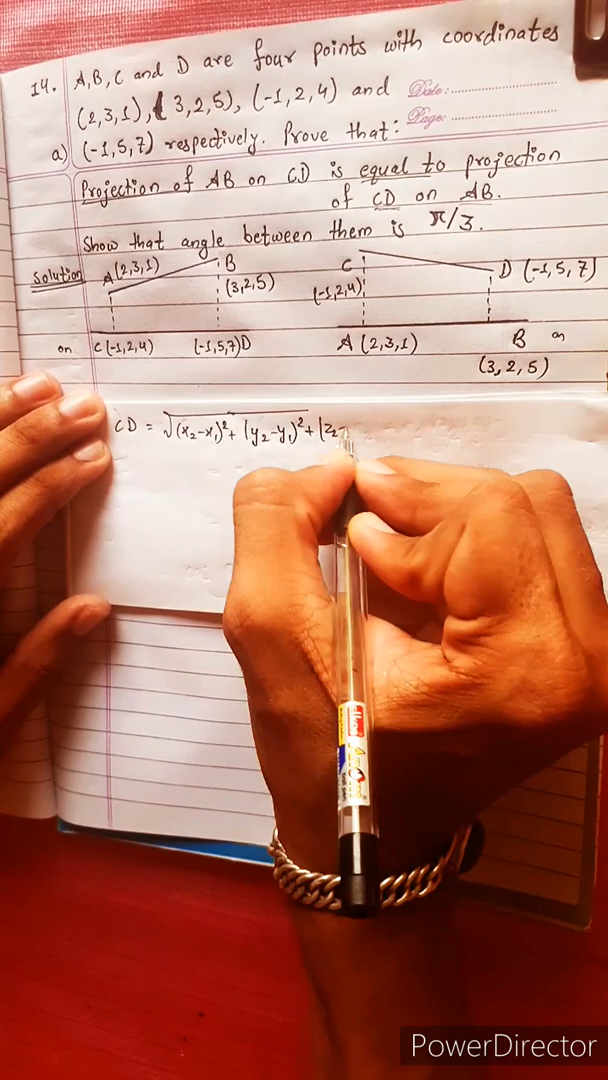 14. A, B, C and D are four points with coordinates
(2,3,1), (3,2,5), (-1,2,4) and Date:
(-1,5,7) respectively. Prove that: Page:
a) Projection of AB on CD is equal to projection
of CD on AB.
Show that angle between them is π/3.
Solution A(2,3,1) B C D (-1,5,7)
(3,2,5) (-1,2,4)
on C(-1,2,4) (-1,5,7)D A (2,3,1) B on
(3,2,5)
CD = √(x₂-x₁)²+(y₂-y₁)²+(z₂-
PowerDirector